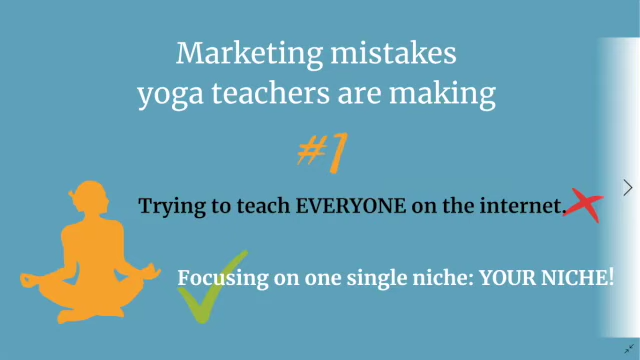 Marketing mistakes
yoga teachers are making
#1
Trying to teach EVERYONE on the internet.
Focusing on one single niche: YOUR NICHE!